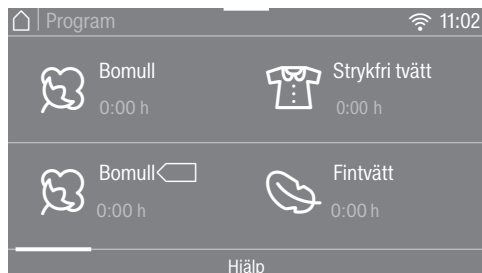 Program 11:02
Bomull Strykfri tvätt
0:00 h 0:00 h
Bomull Fintvätt
0:00 h 0:00 h
Hjälp